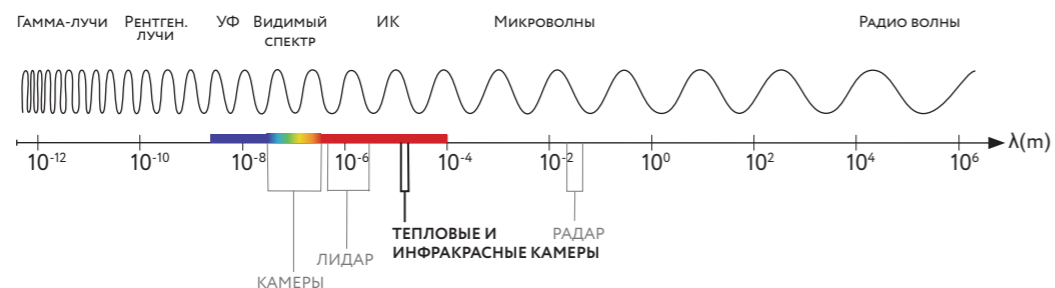 Гамма-лучи
Рентген.
лучи
УФ
Видимый
спектр
ИК
Микроволны
Радио волны
10⁻¹² 10⁻¹⁰ 10⁻⁸ 10⁻⁶ 10⁻⁴ 10⁻² 10⁰ 10² 10⁴ 10⁶ λ(m)
ТЕПЛОВЫЕ И
ИНФРАКРАСНЫЕ КАМЕРЫ
РАДАР
ЛИДАР
КАМЕРЫ